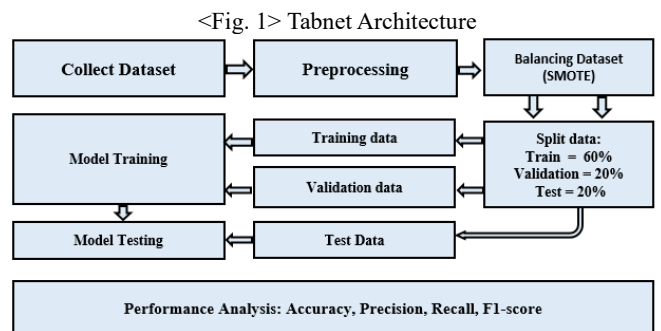 <Fig. 1> Tabnet Architecture
Collect Dataset
Preprocessing
Balancing Dataset
(SMOTE)
Model Training
Training data
Validation data
Split data:
Train = 60%
Validation = 20%
Test = 20%
Model Testing
Test Data
Performance Analysis: Accuracy, Precision, Recall, F1-score